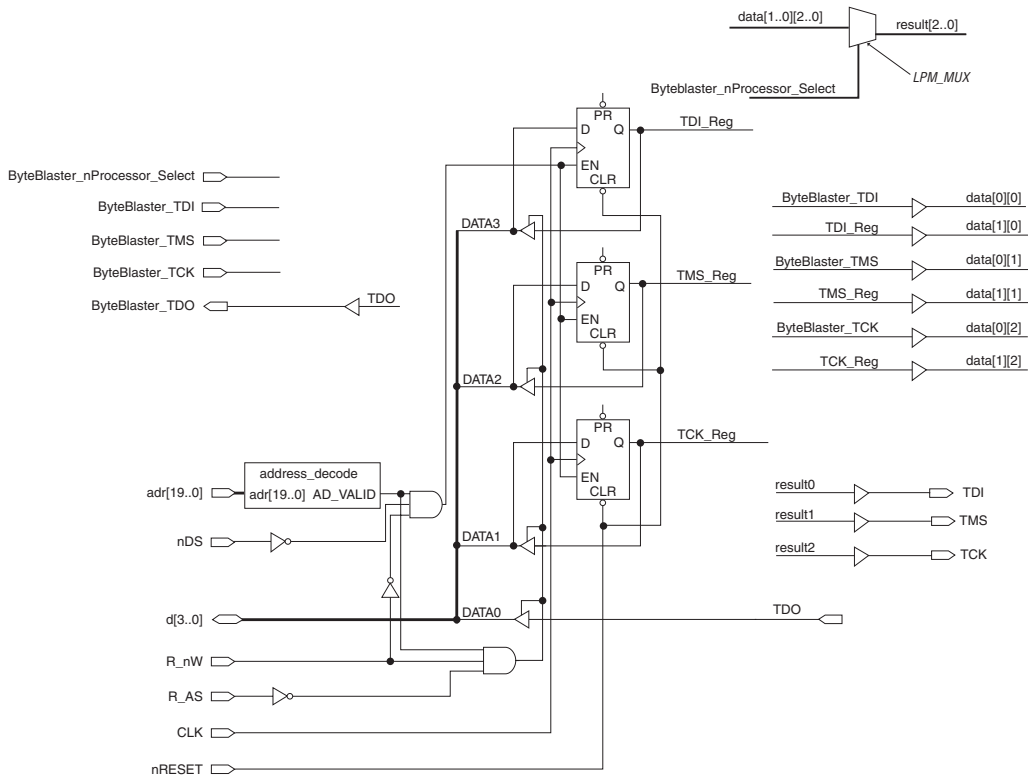 data[1..0][2..0]
result[2..0]
LPM_MUX
Byteblaster_nProcessor_Select
PR
D
Q
TDI_Reg
EN
CLR
ByteBlaster_nProcessor_Select
ByteBlaster_TDI
ByteBlaster_TMS
ByteBlaster_TCK
ByteBlaster_TDO
TDO
DATA3
PR
D
Q
TMS_Reg
EN
CLR
DATA2
ByteBlaster_TDI
data[0][0]
TDI_Reg
data[1][0]
ByteBlaster_TMS
data[0][1]
TMS_Reg
data[1][1]
ByteBlaster_TCK
data[0][2]
TCK_Reg
data[1][2]
PR
D
Q
TCK_Reg
EN
CLR
address_decode
adr[19..0]
adr[19..0] AD_VALID
nDS
DATA1
result0
TDI
result1
TMS
result2
TCK
d[3..0]
DATA0
TDO
R_nW
R_AS
CLK
nRESET